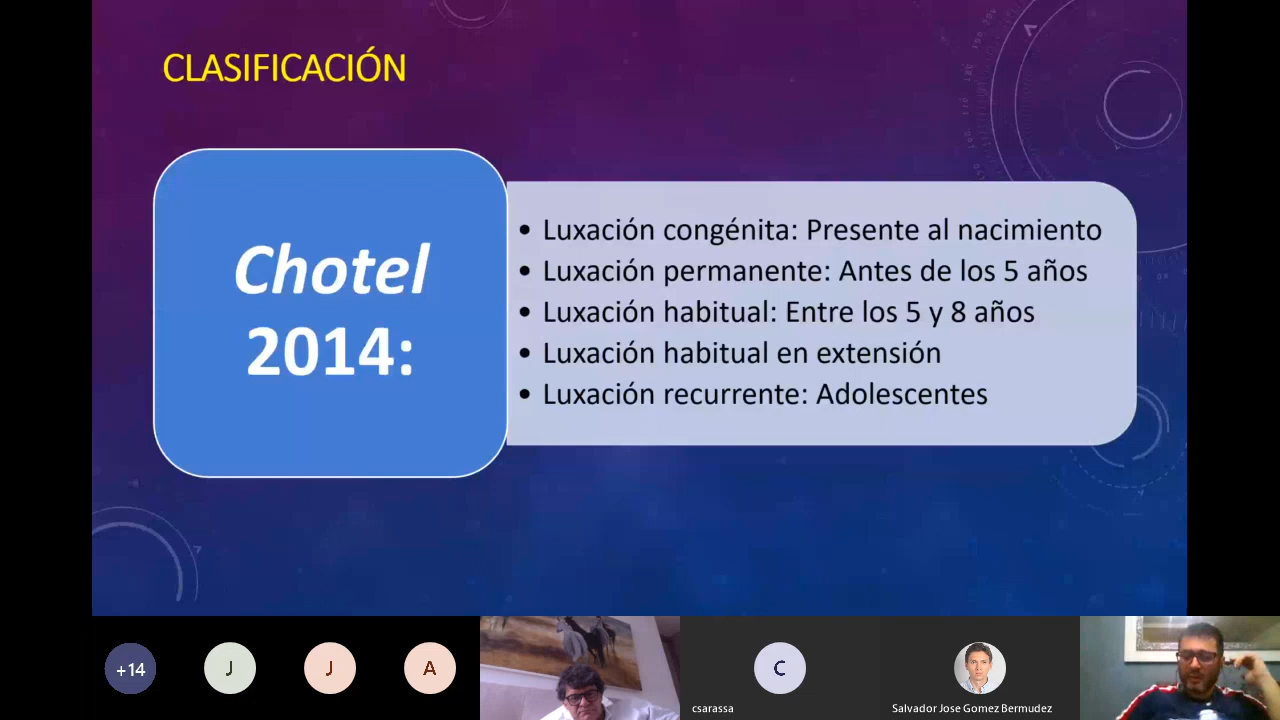 CLASIFICACIÓN
Chotel
2014:
• Luxación congénita: Presente al nacimiento
• Luxación permanente: Antes de los 5 años
• Luxación habitual: Entre los 5 y 8 años
• Luxación habitual en extensión
• Luxación recurrente: Adolescentes
+14
J
J
A
C
csarassa
Salvador Jose Gomez Bermudez